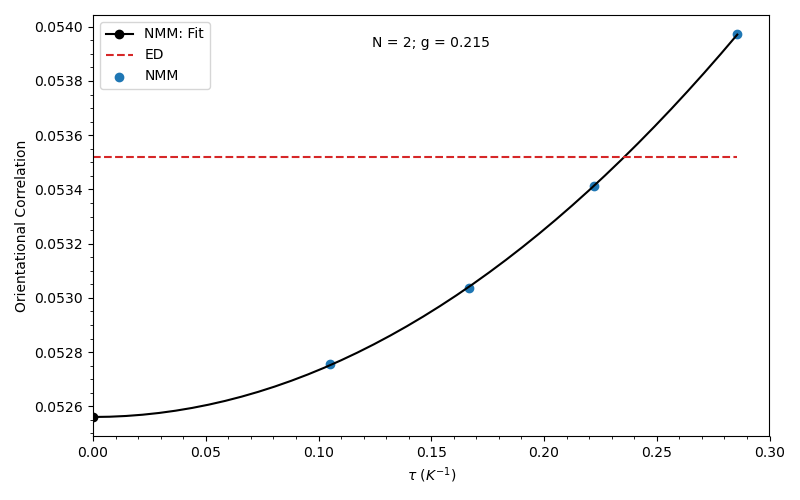 NMM: Fit
ED
NMM
N = 2; g = 0.215
Orientational Correlation
0.0540
0.0538
0.0536
0.0534
0.0532
0.0530
0.0528
0.0526
0.00 0.05 0.10 0.15 0.20 0.25 0.30
τ (K⁻¹)